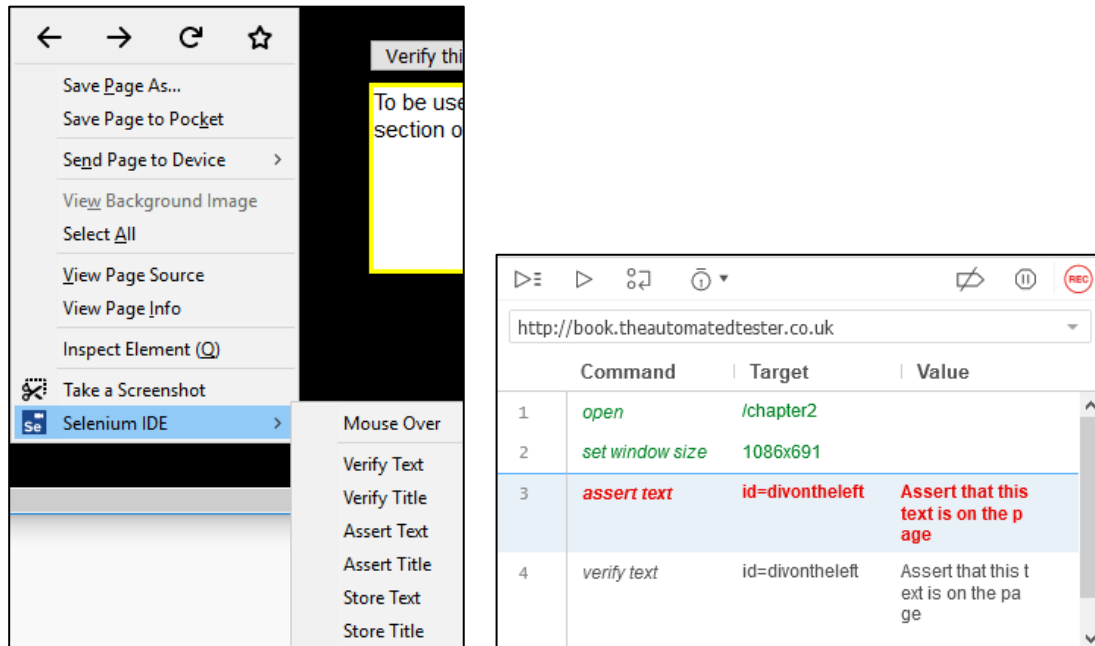 Save Page As...
Save Page to Pocket
Send Page to Device
View Background Image
Select All
View Page Source
View Page Info
Inspect Element (Q)
Take a Screenshot
Se Selenium IDE
Mouse Over
Verify Text
Verify Title
Assert Text
Assert Title
Store Text
Store Title
Verify thi
To be use
section o
1
REC
http://book.theautomatedtester.co.uk
Command Target Value
1 open /chapter2
2 set window size 1086x691
3 assert text id=divontheleft Assert that this
text is on the p
age
4 verify text id=divontheleft Assert that this t
ext is on the pa
ge